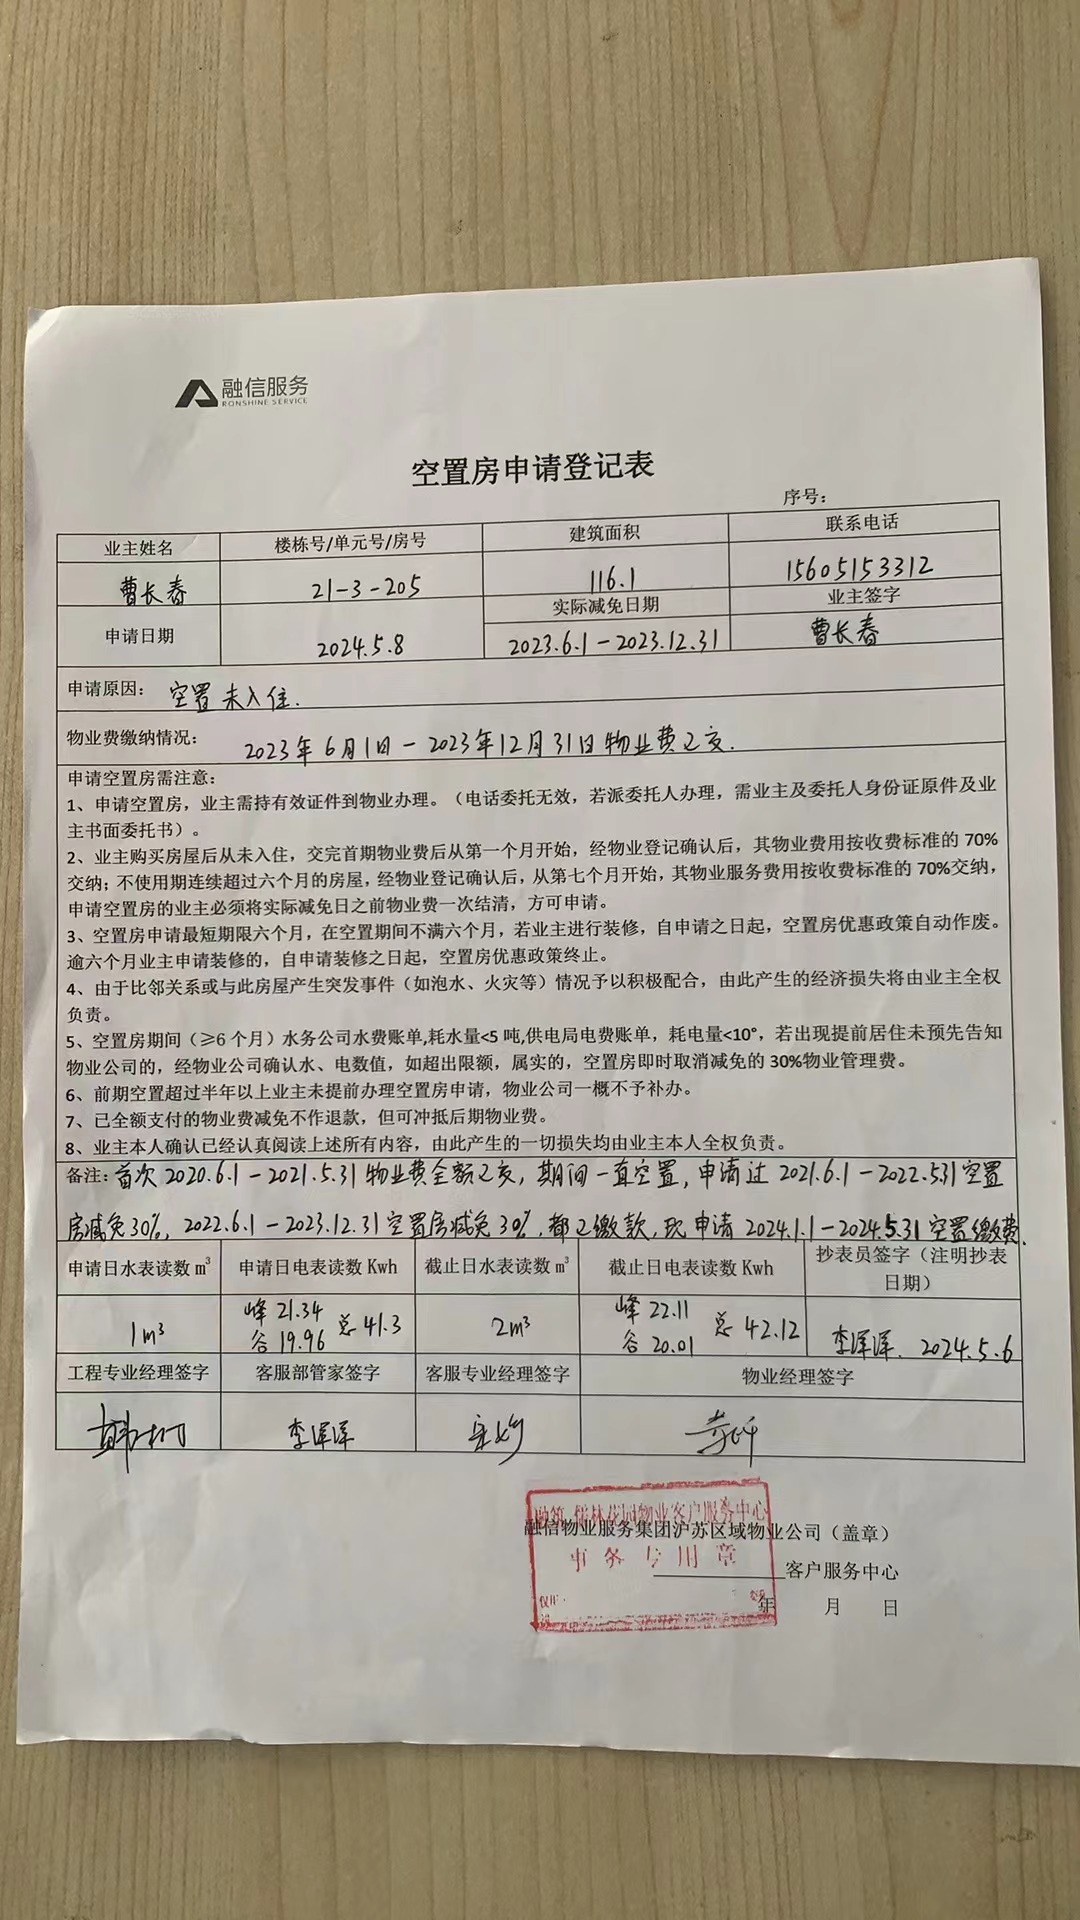 融信服务
RONSHINE SERVICE
空置房申请登记表
序号：
业主姓名 楼栋号/单元号/房号 建筑面积 联系电话
曹长春 21-3-205 116.1 15605153312
申请日期 2024.5.8 实际减免日期 业主签字
2023.6.1-2023.12.31 曹长春
申请原因： 空置未入住.
物业费缴纳情况： 2023年6月1日-2023年12月31日物业费已交.
申请空置房需注意：
1、申请空置房，业主需持有效证件到物业办理。（电话委托无效，若派委托人办理，需业主及委托人身份证原件及业
主书面委托书）。
2、业主购买房屋后从未入住，交完首期物业费后从第一个月开始，经物业登记确认后，其物业费用按收费标准的 70%
交纳；不使用期连续超过六个月的房屋，经物业登记确认后，从第七个月开始，其物业服务费用按收费标准的 70%交纳，
申请空置房的业主必须将实际减免日之前物业费一次结清，方可申请。
3、空置房申请最短期限六个月，在空置期间不满六个月，若业主进行装修，自申请之日起，空置房优惠政策自动作废。
逾六个月业主申请装修的，自申请装修之日起，空置房优惠政策终止。
4、由于比邻关系或与此房屋产生突发事件（如泡水、火灾等）情况予以积极配合，由此产生的经济损失将由业主全权
负责。
5、空置房期间（≥6 个月）水务公司水费账单,耗水量<5 吨,供电局电费账单，耗电量<10°，若出现提前居住未预先告知
物业公司的，经物业公司确认水、电数值，如超出限额，属实的，空置房即时取消减免的 30%物业管理费。
6、前期空置超过半年以上业主未提前办理空置房申请，物业公司一概不予补办。
7、已全额支付的物业费减免不作退款，但可冲抵后期物业费。
8、业主本人确认已经认真阅读上述所有内容，由此产生的一切损失均由业主本人全权负责。
备注：首次2020.6.1-2021.5.31物业费全额已交，期间一直空置，申请过2021.6.1-2022.5.31空置
房减免30%，2022.6.1-2023.12.31空置房减免30%，都已缴款，现申请2024.1.1-2024.5.31空置缴费.
申请日水表读数 m³ 申请日电表读数 Kwh 截止日水表读数 m³ 截止日电表读数 Kwh 抄表员签字（注明抄表
日期）
1m³ 峰 21.34 谷 19.96 总 41.3 2m³ 峰 22.11 谷 20.01 总 42.12 李洋洋. 2024.5.6
工程专业经理签字 客服部管家签字 客服专业经理签字 物业经理签字
李洋洋
儒林花园物业客户服务中心
融信物业服务集团沪苏区域物业公司（盖章）
事务专用章
客户服务中心
年 月 日